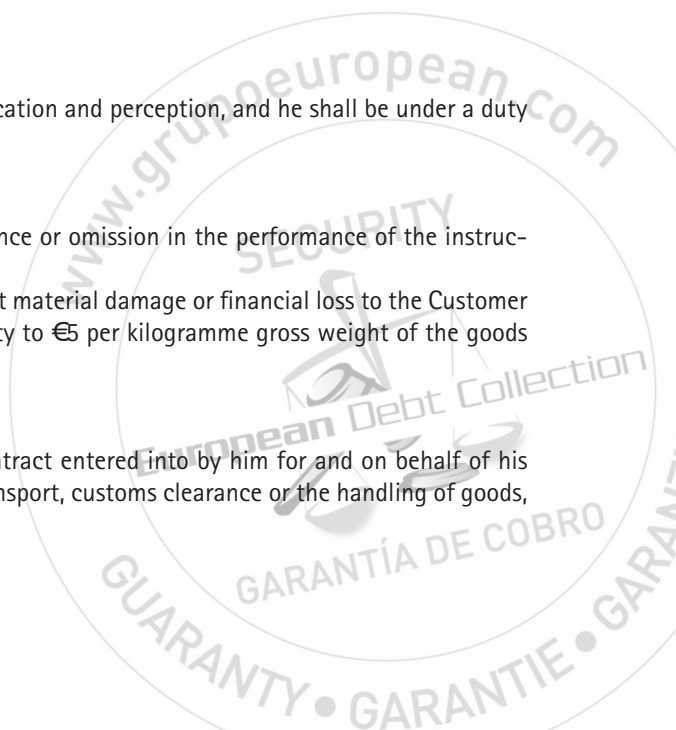 www.grupoeuropean.com
cation and perception, and he shall be under a duty
SECURITY
nce or omission in the performance of the instruc-
t material damage or financial loss to the Customer
ty to €5 per kilogramme gross weight of the goods
European Debt Collection
ntract entered into by him for and on behalf of his
nsport, customs clearance or the handling of goods,
GARANTÍA DE COBRO
GUARANTY • GARANTIE • GARANTI